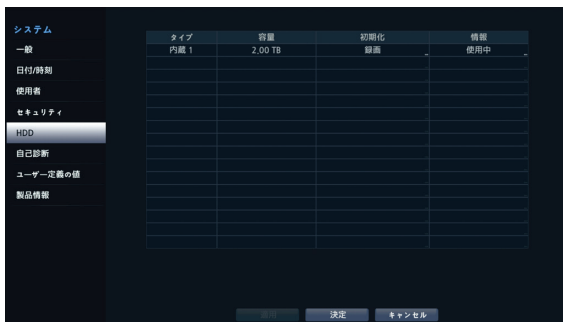 システム
一般
日付/時刻
使用者
セキュリティ
HDD
自己診断
ユーザー定義の値
製品情報
タイプ 容量 初期化 情報
内蔵 1 2,00 TB 録画 使用中
決定 キャンセル